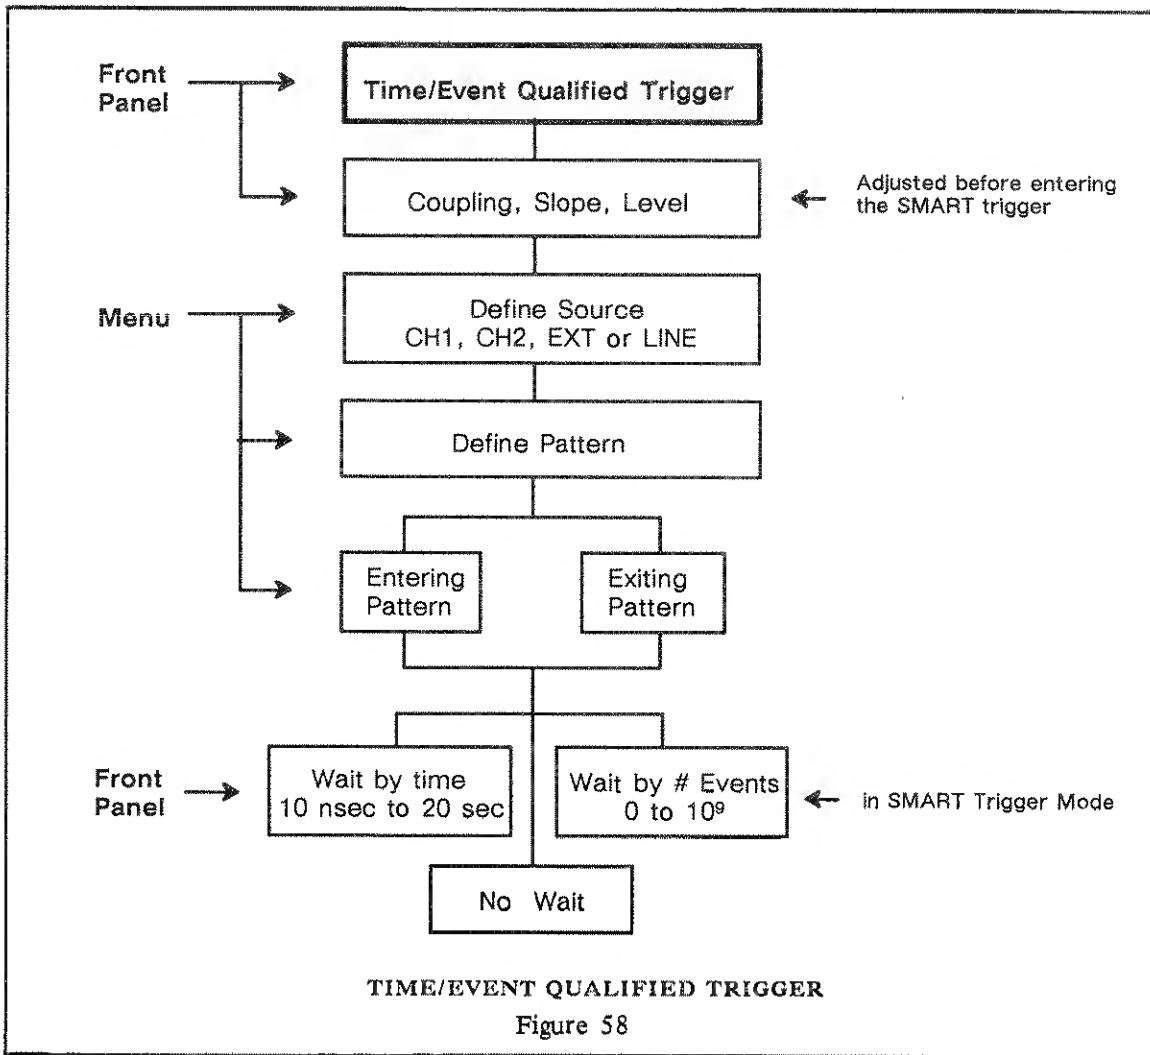 Front
Panel
Time/Event Qualified Trigger
Coupling, Slope, Level
Adjusted before entering
the SMART trigger
Menu
Define Source
CH1, CH2, EXT or LINE
Define Pattern
Entering
Pattern
Exiting
Pattern
Front
Panel
Wait by time
10 nsec to 20 sec
Wait by # Events
0 to 10⁹
in SMART Trigger Mode
No Wait
TIME/EVENT QUALIFIED TRIGGER
Figure 58